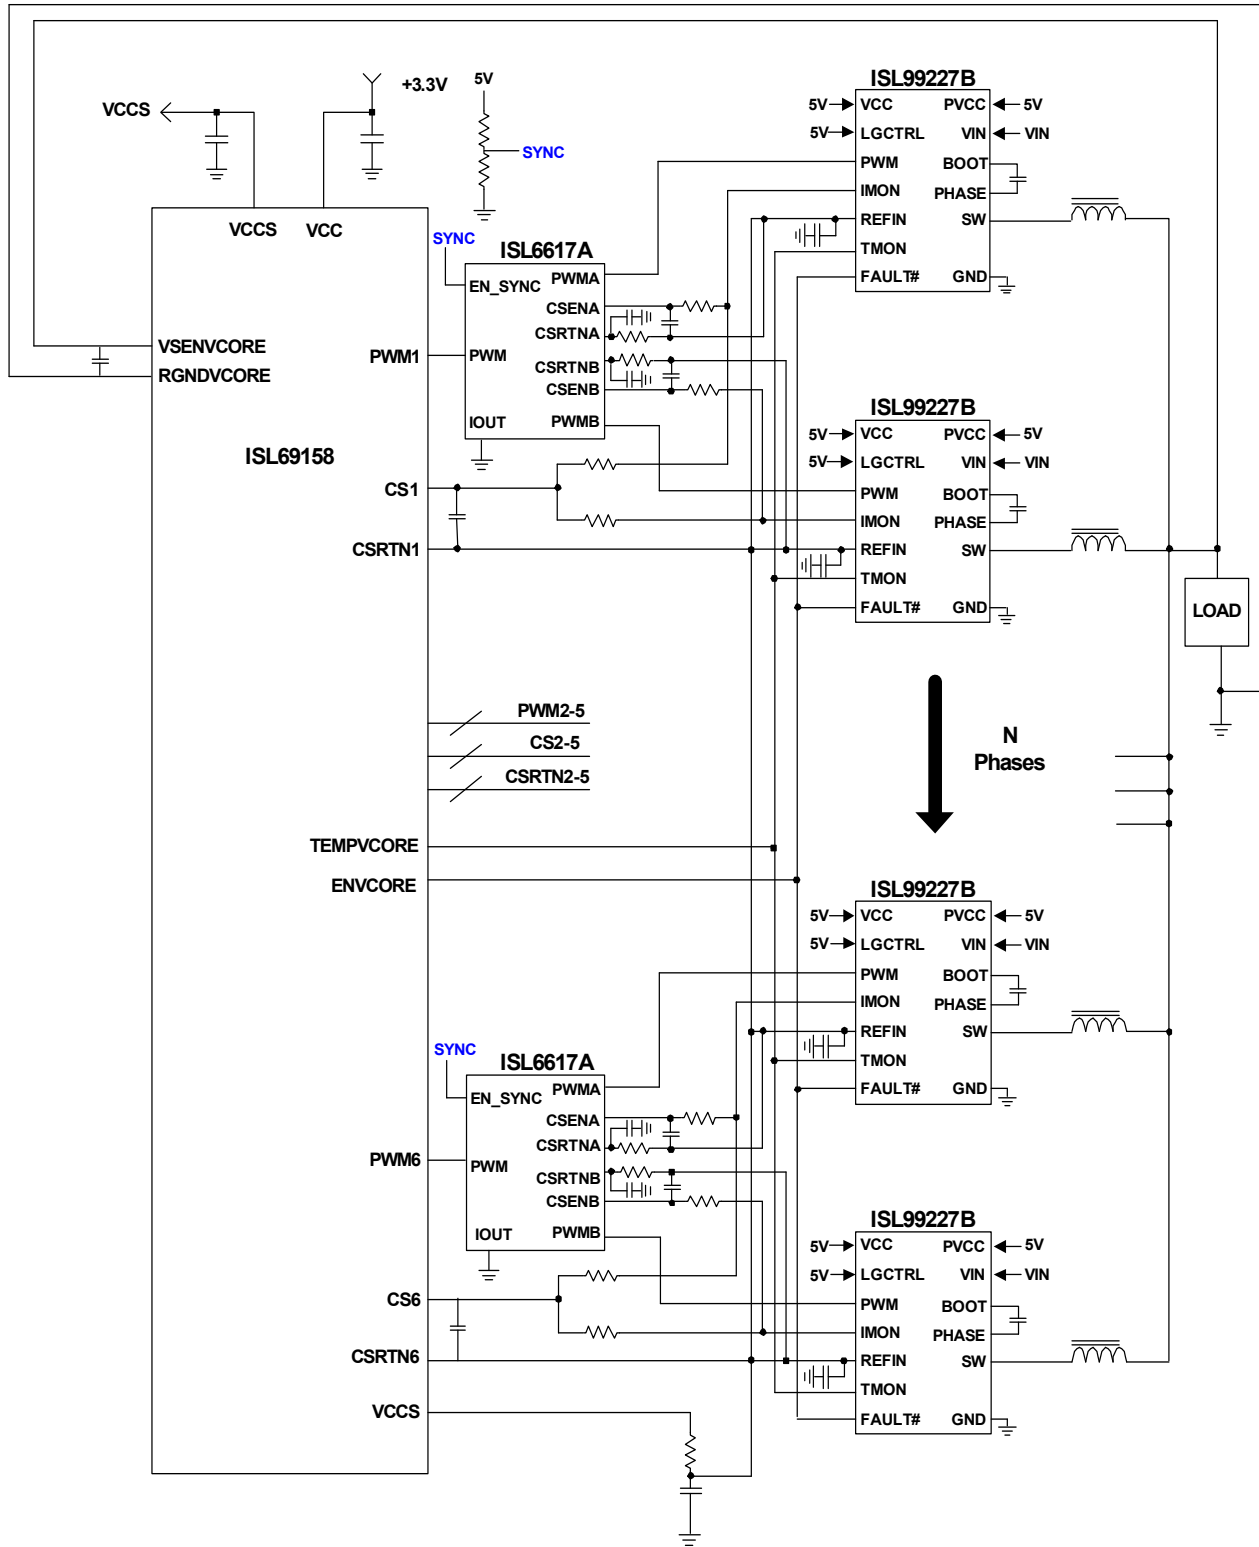 ISL99227B
VCCS
+3.3V
5V
SYNC
5V VCC PVCC 5V
5V LGCTRL VIN VIN
PWM BOOT
IMON PHASE
REFIN SW
TMON
FAULT# GND
VCCS VCC
SYNC
ISL6617A
EN_SYNC PWMA
CSENA
CSRTNA
PWM
CSRTNB
CSENB
IOUT PWMB
VSENVCORE
RGNDVCORE
PWM1
ISL69158
CS1
CSRTN1
ISL99227B
5V VCC PVCC 5V
5V LGCTRL VIN VIN
PWM BOOT
IMON PHASE
REFIN SW
TMON
FAULT# GND
LOAD
PWM2-5
CS2-5
CSRTN2-5
N
Phases
TEMPVCORE
ENVCORE
ISL99227B
5V VCC PVCC 5V
5V LGCTRL VIN VIN
PWM BOOT
IMON PHASE
REFIN SW
TMON
FAULT# GND
SYNC
ISL6617A
EN_SYNC PWMA
CSENA
CSRTNA
PWM6
PWM
CSRTNB
CSENB
IOUT PWMB
ISL99227B
5V VCC PVCC 5V
5V LGCTRL VIN VIN
PWM BOOT
IMON PHASE
REFIN SW
TMON
FAULT# GND
CS6
CSRTN6
VCCS